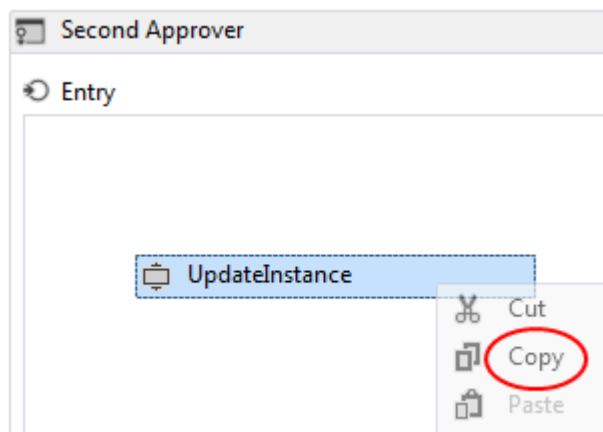 Second Approver
Entry
UpdateInstance
Cut
Copy
Paste